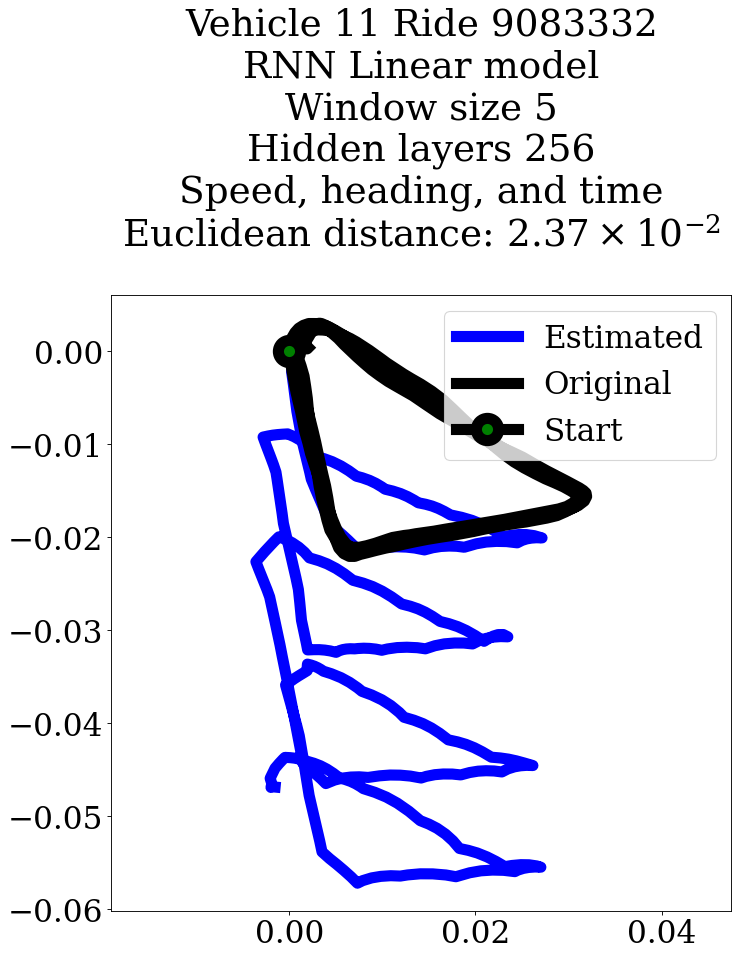 Vehicle 11 Ride 9083332
RNN Linear model
Window size 5
Hidden layers 256
Speed, heading, and time
Euclidean distance: 2.37 × 10⁻²
Estimated
Original
Start
0.00
−0.01
−0.02
−0.03
−0.04
−0.05
−0.06
0.00 0.02 0.04